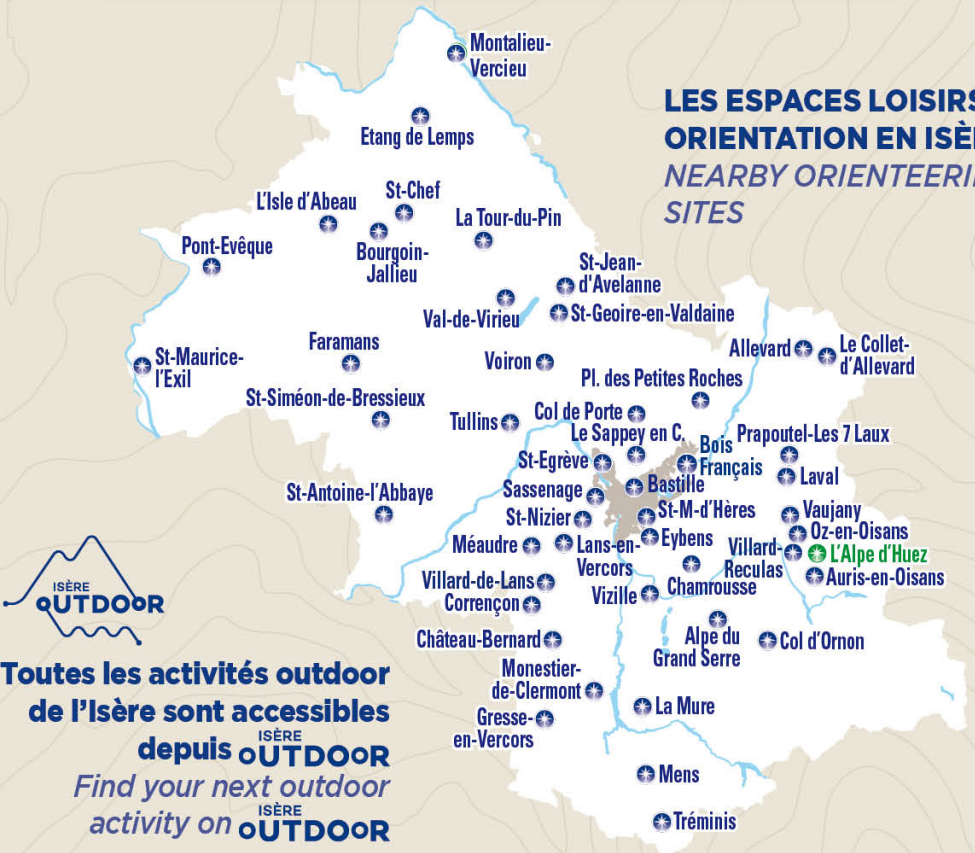 Montalieu-
Vercieu
LES ESPACES LOISIRS
ORIENTATION EN ISÈ
NEARBY ORIENTEERI
SITES
Etang de Lemps
L'Isle d'Abeau
St-Chef
La Tour-du-Pin
Pont-Evêque
Bourgoin-
Jallieu
St-Jean-
d'Avelanne
Val-de-Virieu
St-Geoire-en-Valdaine
Faramans
Voiron
Allevard
Le Collet-
d'Allevard
St-Maurice-
l'Exil
Pl. des Petites Roches
St-Siméon-de-Bressieux
Tullins
Col de Porte
Le Sappey en C.
Bois
Français
Prapoutel-Les 7 Laux
St-Egrève
Laval
Bastille
St-Antoine-l'Abbaye
Sassenage
St-Nizier
St-M-d'Hères
Vaujany
Oz-en-Oisans
Méaudre
Lans-en-
Vercors
Eybens
Villard-
Reculas
L'Alpe d'Huez
Auris-en-Oisans
Villard-de-Lans
Chamrousse
Corrençon
Vizille
Château-Bernard
Alpe du
Grand Serre
Col d'Ornon
Monestier-
de-Clermont
La Mure
Gresse-
en-Vercors
Mens
Tréminis
ISÈRE
OUTDOOR
Toutes les activités outdoor
de l'Isère sont accessibles
depuis ISÈRE OUTDOOR
Find your next outdoor
activity on ISÈRE OUTDOOR